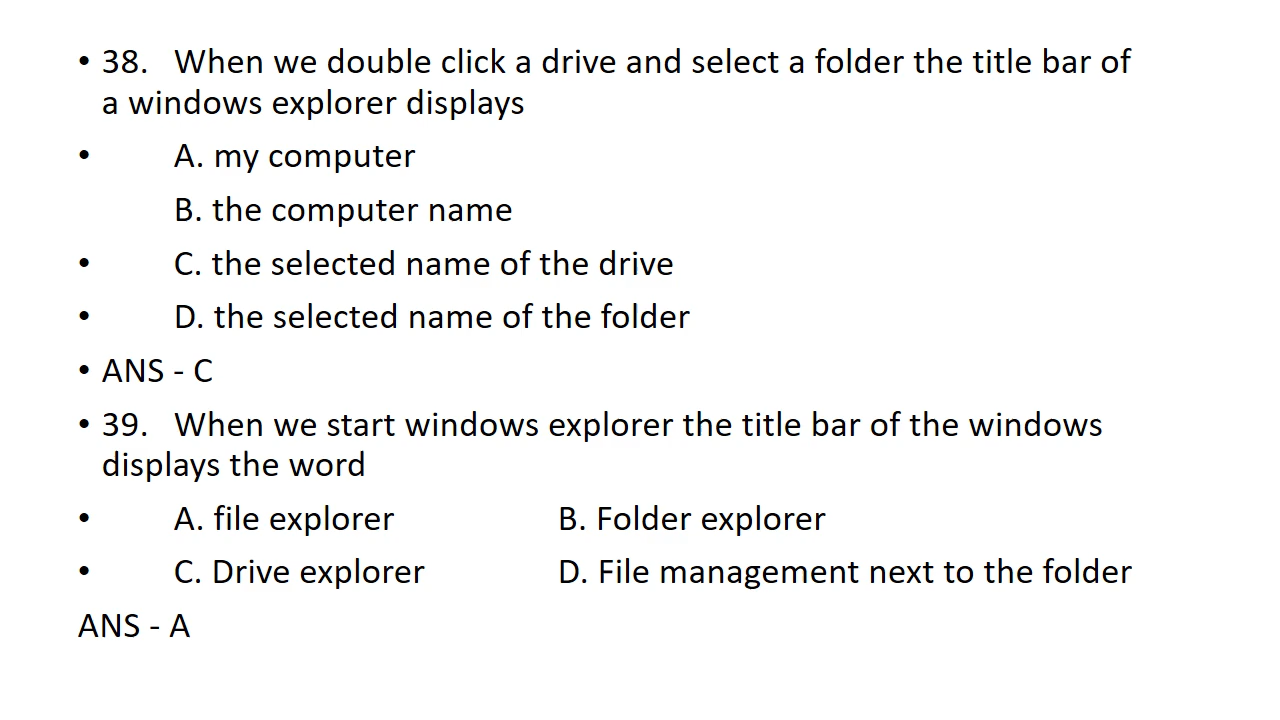 • 38. When we double click a drive and select a folder the title bar of
a windows explorer displays
• A. my computer
B. the computer name
• C. the selected name of the drive
• D. the selected name of the folder
• ANS - C
• 39. When we start windows explorer the title bar of the windows
displays the word
• A. file explorer B. Folder explorer
• C. Drive explorer D. File management next to the folder
ANS - A